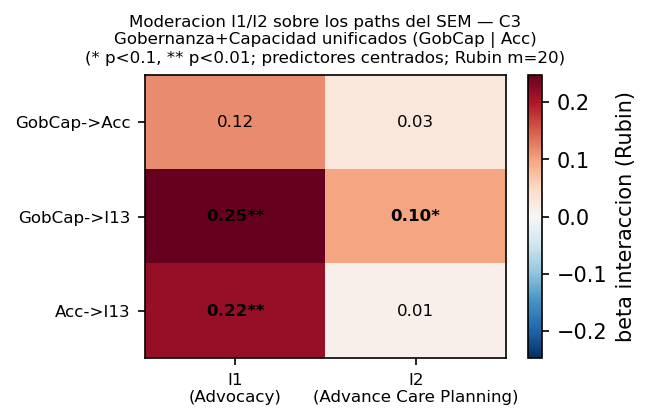 Moderacion I1/I2 sobre los paths del SEM — C3
Gobernanza+Capacidad unificados (GobCap | Acc)
(* p<0.1, ** p<0.01; predictores centrados; Rubin m=20)
GobCap->Acc
0.12
0.03
GobCap->I13
0.25**
0.10*
Acc->I13
0.22**
0.01
I1
(Advocacy)
I2
(Advance Care Planning)
0.2
0.1
0.0
−0.1
−0.2
beta interaccion (Rubin)